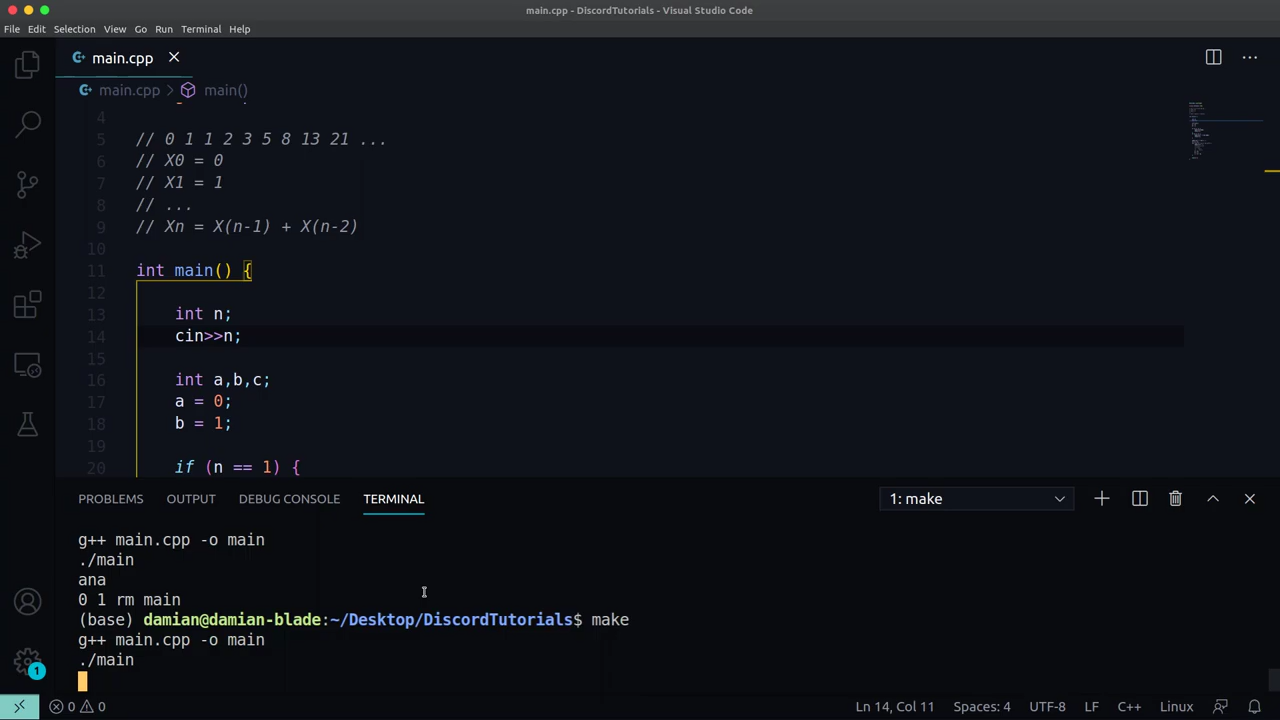 main.cpp - DiscordTutorials - Visual Studio Code
File Edit Selection View Go Run Terminal Help
main.cpp
main.cpp > main()
4
5 // 0 1 1 2 3 5 8 13 21 ...
6 // X0 = 0
7 // X1 = 1
8 // ...
9 // Xn = X(n-1) + X(n-2)
10
11 int main() {
12
13 int n;
14 cin>>n;
15
16 int a,b,c;
17 a = 0;
18 b = 1;
19
20 if (n == 1) {
PROBLEMS OUTPUT DEBUG CONSOLE TERMINAL 1: make
g++ main.cpp -o main
./main
ana
0 1 rm main
(base) damian@damian-blade:~/Desktop/DiscordTutorials$ make
g++ main.cpp -o main
./main
1
0 0 Ln 14, Col 11 Spaces: 4 UTF-8 LF C++ Linux